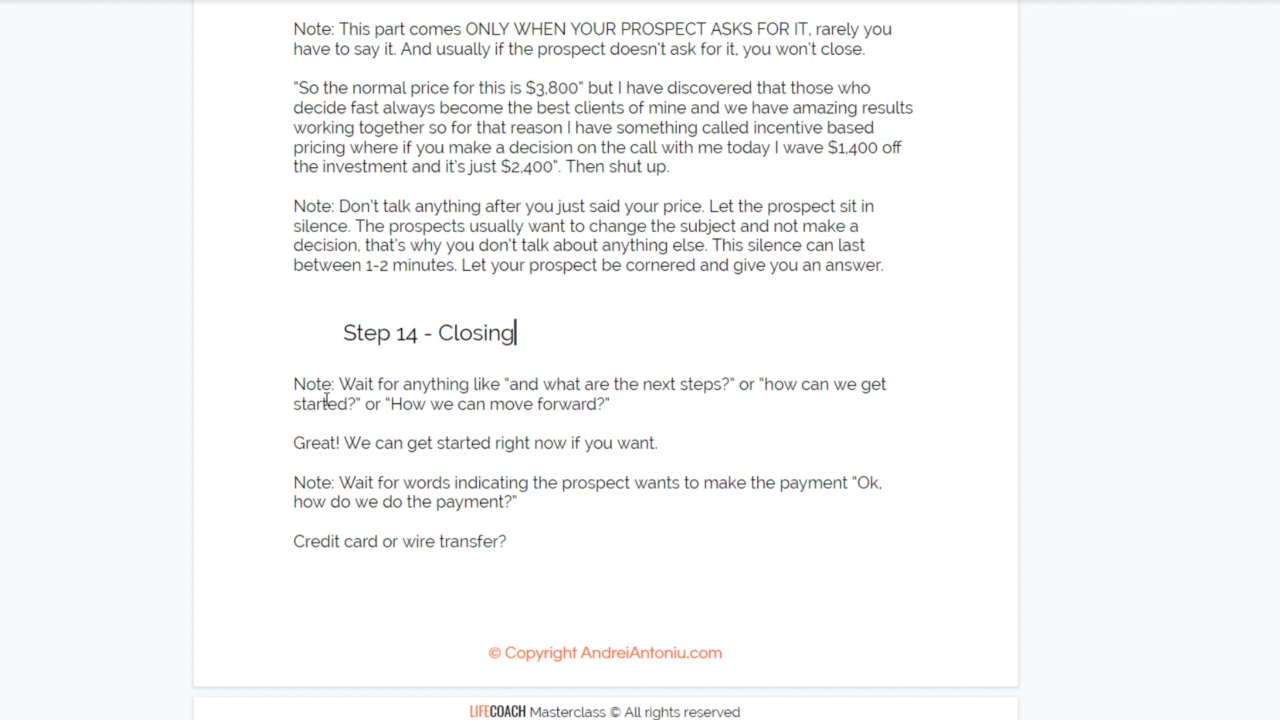 Note: This part comes ONLY WHEN YOUR PROSPECT ASKS FOR IT, rarely you
have to say it. And usually if the prospect doesn't ask for it, you won't close.
"So the normal price for this is $3,800" but I have discovered that those who
decide fast always become the best clients of mine and we have amazing results
working together so for that reason I have something called incentive based
pricing where if you make a decision on the call with me today I wave $1,400 off
the investment and it's just $2,400". Then shut up.
Note: Don't talk anything after you just said your price. Let the prospect sit in
silence. The prospects usually want to change the subject and not make a
decision, that's why you don't talk about anything else. This silence can last
between 1-2 minutes. Let your prospect be cornered and give you an answer.
Step 14 - Closing
Note: Wait for anything like "and what are the next steps?" or "how can we get
started?" or "How we can move forward?"
Great! We can get started right now if you want.
Note: Wait for words indicating the prospect wants to make the payment "Ok,
how do we do the payment?"
Credit card or wire transfer?
© Copyright AndreiAntoniu.com
LIFECOACH Masterclass © All rights reserved